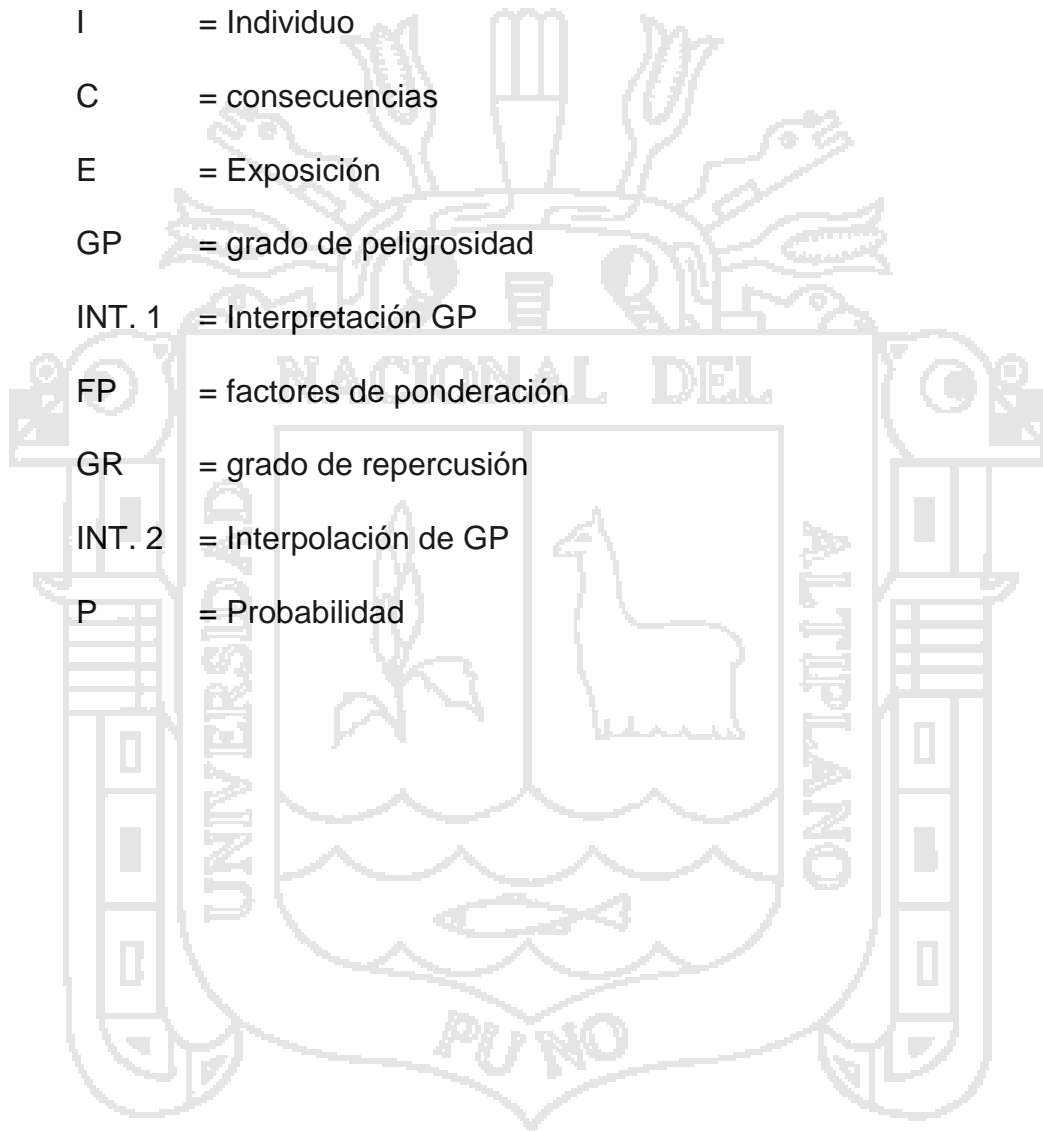 I = Individuo
C = consecuencias
E = Exposición
GP = grado de peligrosidad
INT. 1 = Interpretación GP
NACIONAL DEL
FP = factores de ponderación
GR = grado de repercusión
INT. 2 = Interpolación de GP
P = Probabilidad
UNIVERSIDAD
ALTIPLANO
PUNO